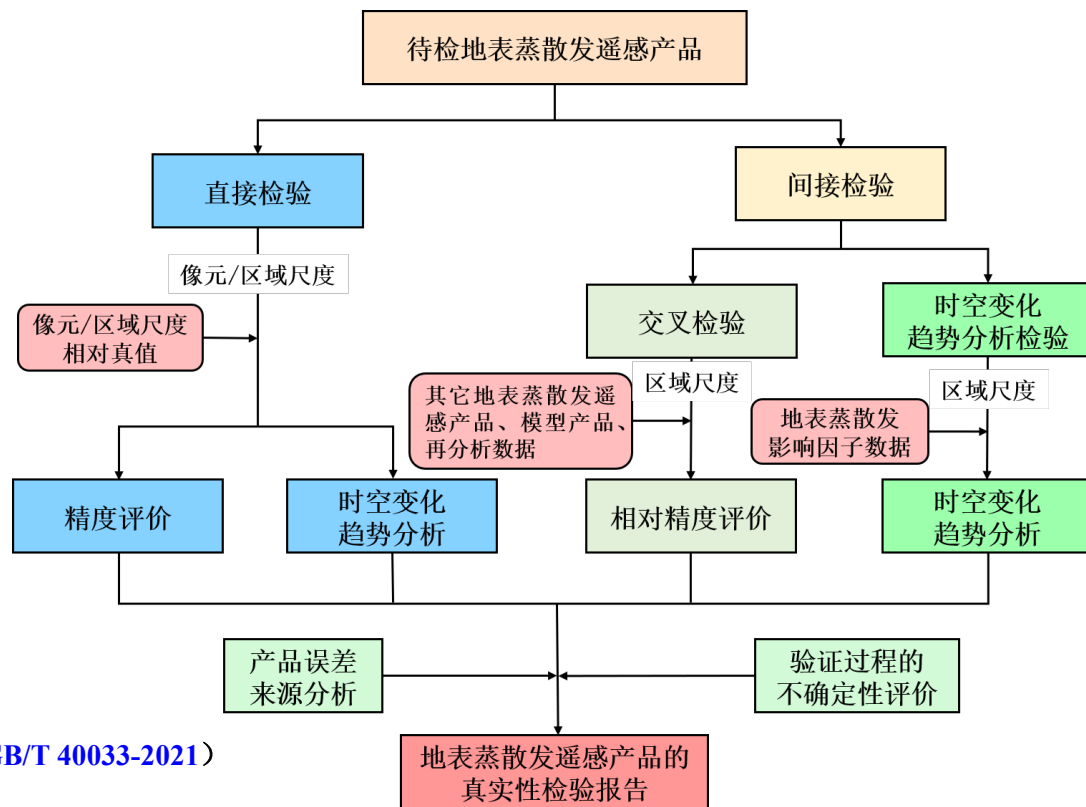 待检地表蒸散发遥感产品
直接检验
间接检验
像元/区域尺度
像元/区域尺度
相对真值
交叉检验
时空变化
趋势分析检验
区域尺度
区域尺度
其它地表蒸散发遥
感产品、模型产品、
再分析数据
地表蒸散发
影响因子数据
精度评价
时空变化
趋势分析
相对精度评价
时空变化
趋势分析
产品误差
来源分析
验证过程的
不确定性评价
B/T 40033-2021）
地表蒸散发遥感产品的
真实性检验报告